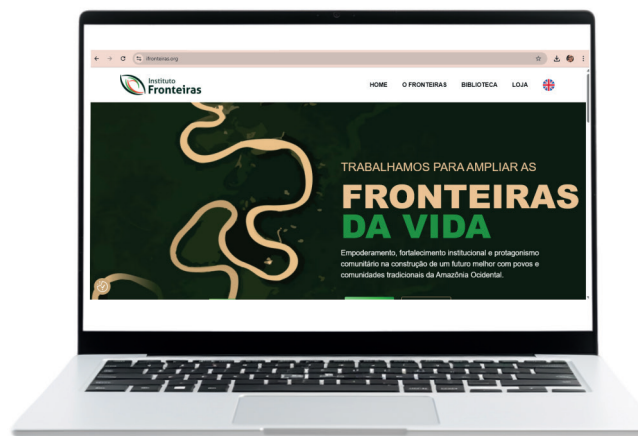 ifronteiras.org
Instituto
Fronteiras
HOME O FRONTEIRAS BIBLIOTECA LOJA
TRABALHAMOS PARA AMPLIAR AS
FRONTEIRAS
DA VIDA
Empoderamento, fortalecimento institucional e protagonismo
comunitário na construção de um futuro melhor com povos e
comunidades tradicionais da Amazônia Ocidental.